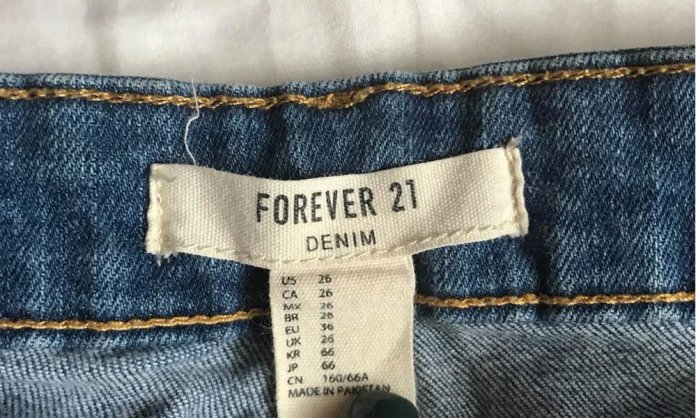 FOREVER 21
DENIM
US 26
CA 26
MX 26
BR 26
EU 36
UK 26
KR 66
JP 66
CN 160/66A
MADE IN PAKISTAN